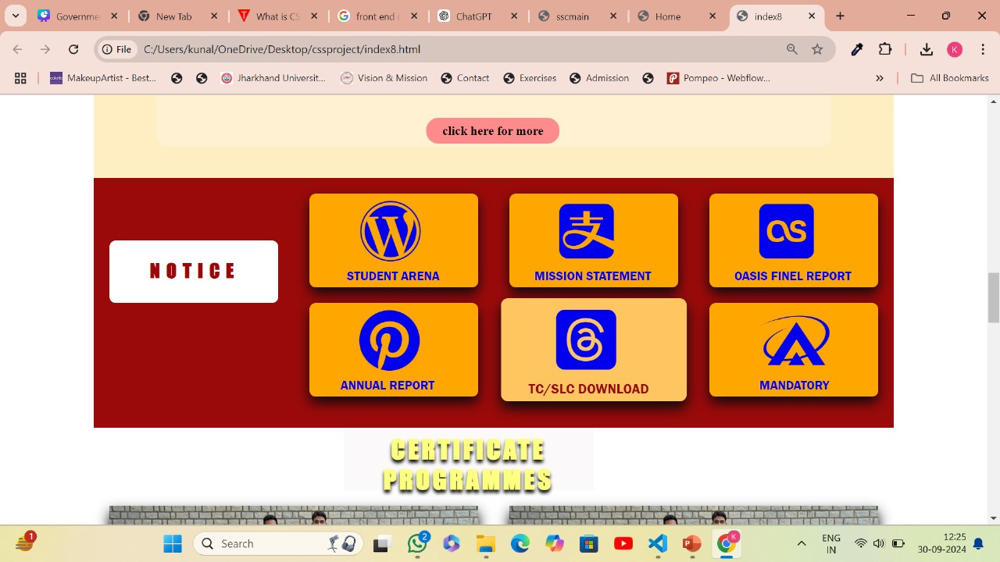 Governme
New Tab
What is CS
front end
ChatGPT
sscmain
Home
index8
File
C:/Users/kunal/OneDrive/Desktop/cssproject/index8.html
K
MakeupArtist - Best...
Jharkhand Universit...
Vision & Mission
Contact
Exercises
Admission
Pompeo - Webflow...
All Bookmarks
click here for more
NOTICE
STUDENT ARENA
MISSION STATEMENT
OASIS FINEL REPORT
ANNUAL REPORT
TC/SLC DOWNLOAD
MANDATORY
CERTIFICATE
PROGRAMMES
1
Search
2
K
ENG
IN
12:25
30-09-2024